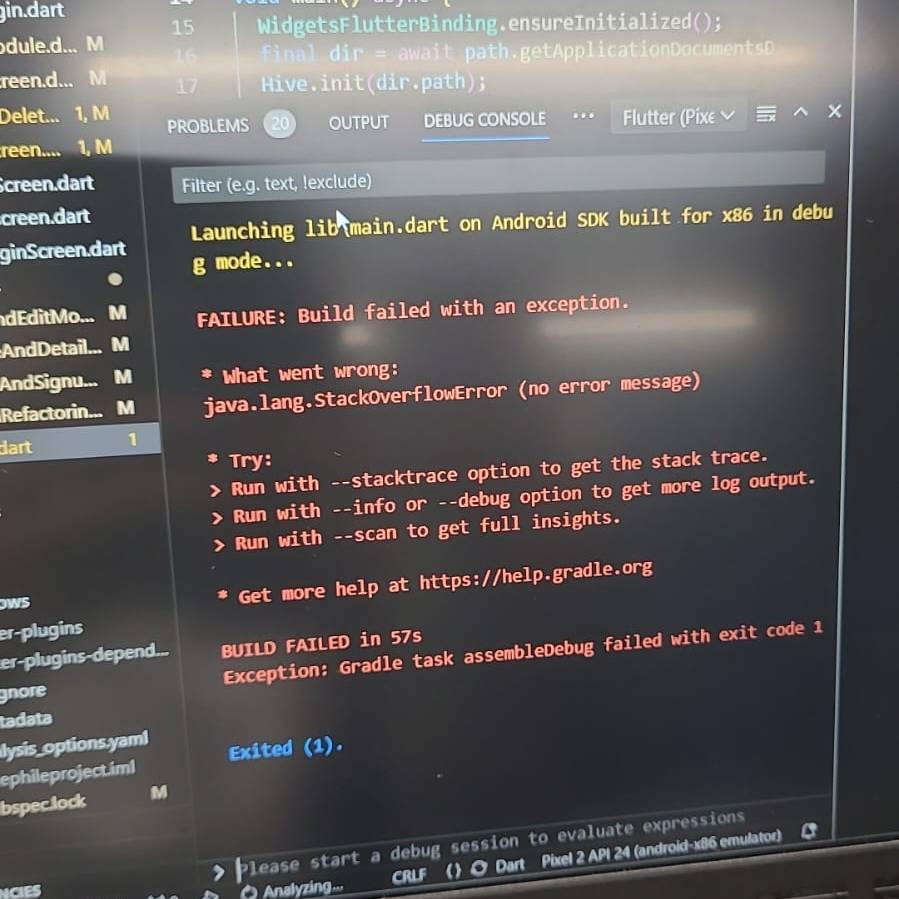 gin.dart
15 WidgetsFlutterBinding.ensureInitialized();
odule.d... M
16 final dir = await path.getApplicationDocumentsD
reen.d... M
17 Hive.init(dir.path);
Delet... 1, M
PROBLEMS 20 OUTPUT DEBUG CONSOLE ... Flutter (Pixe
reen.... 1, M
Screen.dart
Filter (e.g. text, !exclude)
creen.dart
Launching lib\main.dart on Android SDK built for x86 in debu
ginScreen.dart
g mode...
ndEditMo... M
FAILURE: Build failed with an exception.
AndDetail... M
AndSignu... M
* What went wrong:
java.lang.StackOverflowError (no error message)
Refactorin... M
dart 1
* Try:
> Run with --stacktrace option to get the stack trace.
> Run with --info or --debug option to get more log output.
> Run with --scan to get full insights.
* Get more help at https://help.gradle.org
ows
er-plugins
BUILD FAILED in 57s
er-plugins-depend...
Exception: Gradle task assembleDebug failed with exit code 1
gnore
tadata
lysis_options.yaml
Exited (1).
ephileproject.iml
bspec.lock M
> Please start a debug session to evaluate expressions
NCIES
Analyzing... CRLF {} Dart Pixel 2 API 24 (android-x86 emulator)